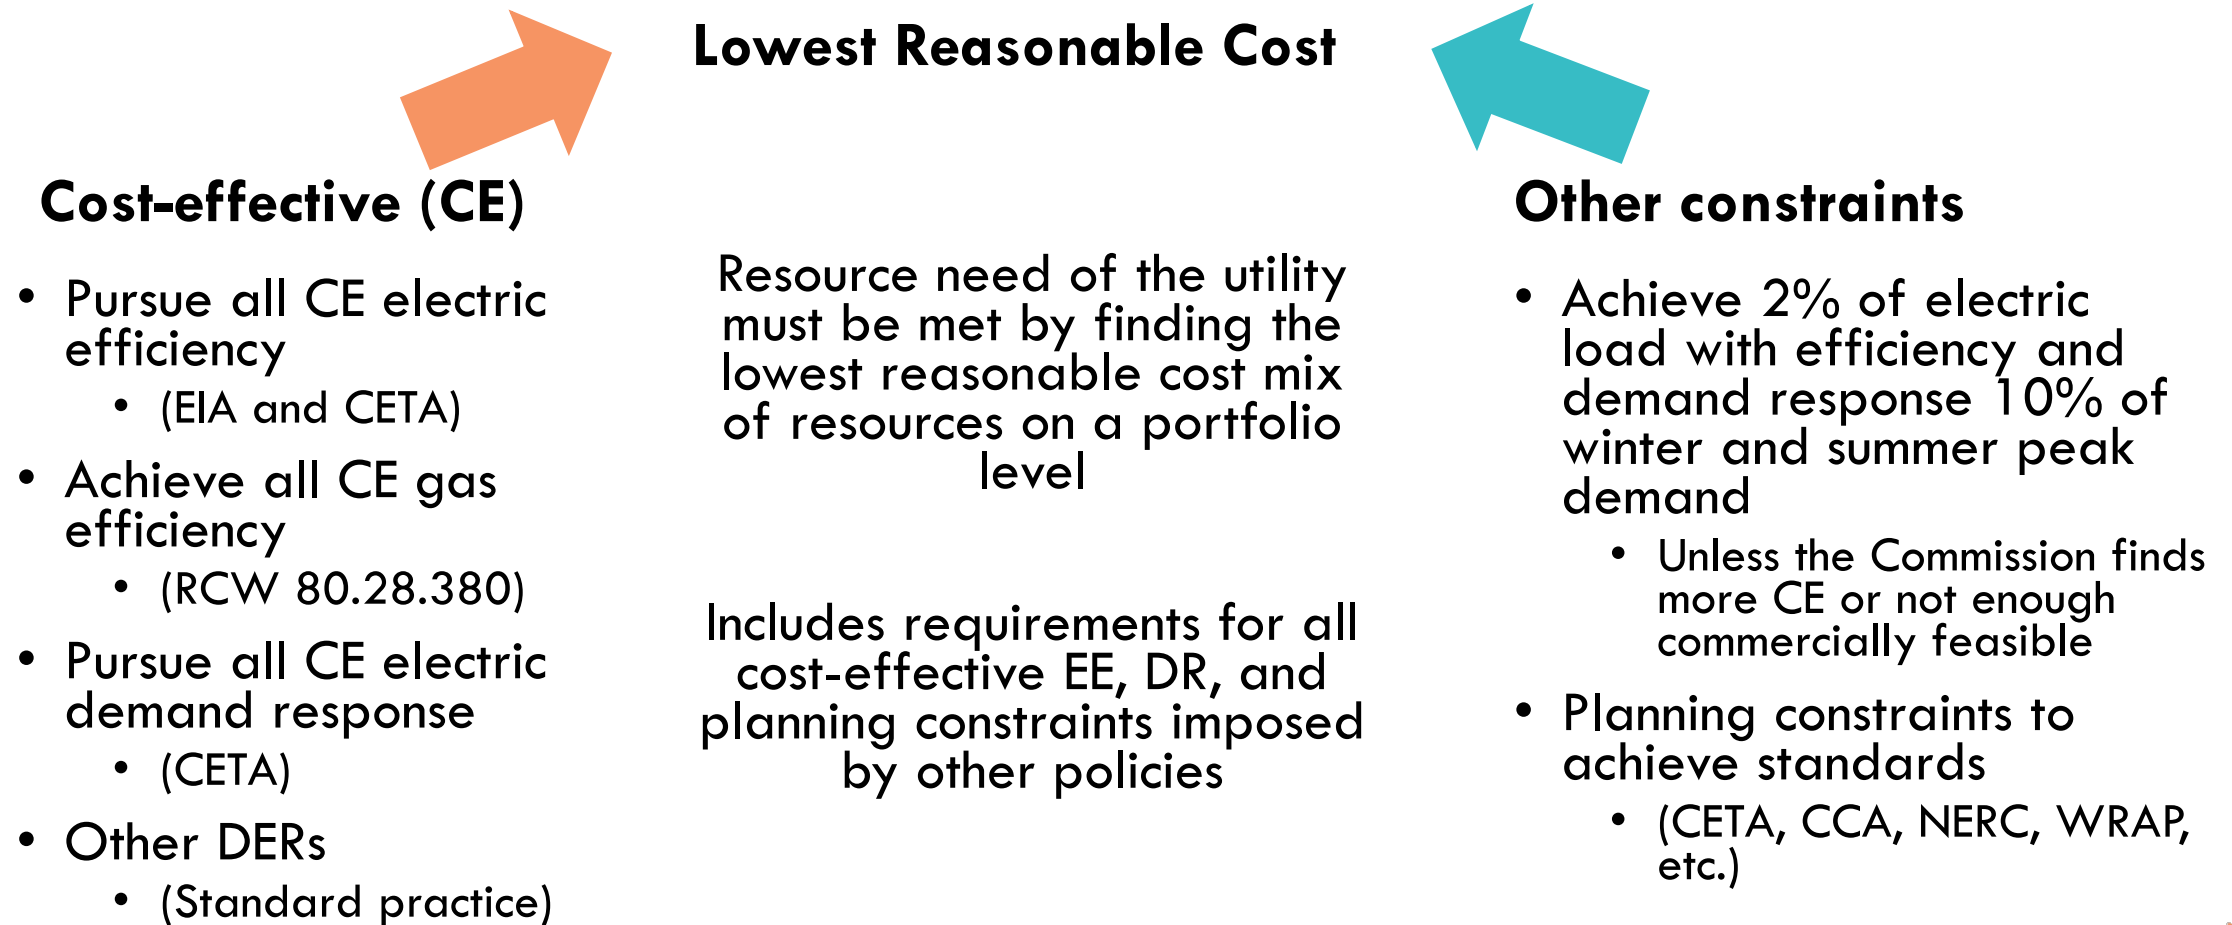 Lowest Reasonable Cost
Cost-effective (CE)
• Pursue all CE electric
efficiency
• (EIA and CETA)
• Achieve all CE gas
efficiency
• (RCW 80.28.380)
• Pursue all CE electric
demand response
• (CETA)
• Other DERs
• (Standard practice)
Resource need of the utility
must be met by finding the
lowest reasonable cost mix
of resources on a portfolio
level
Includes requirements for all
cost-effective EE, DR, and
planning constraints imposed
by other policies
Other constraints
• Achieve 2% of electric
load with efficiency and
demand response 10% of
winter and summer peak
demand
• Unless the Commission finds
more CE or not enough
commercially feasible
• Planning constraints to
achieve standards
• (CETA, CCA, NERC, WRAP,
etc.)